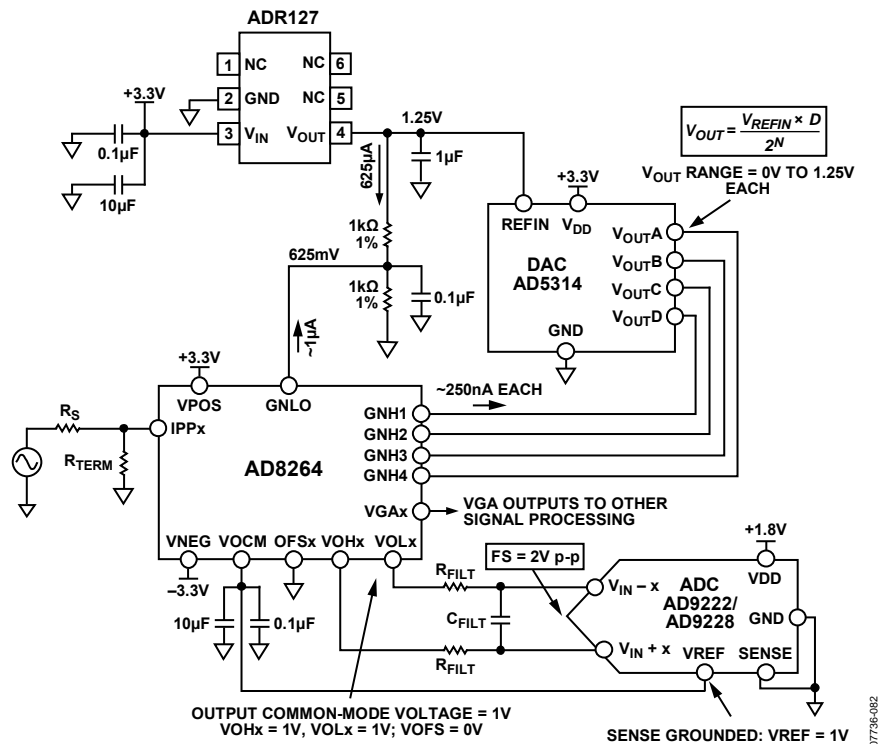 ADR127
1 NC
NC 6
+3.3V
2 GND
NC 5
3 VIN
VOUT 4
1.25V
0.1µF
10µF
625µA
1µF
VOUT = VREFIN × D
2^N
VOUT RANGE = 0V TO 1.25V
EACH
+3.3V
REFIN
VDD
VOUTA
VOUTB
VOUTC
VOUTD
DAC
AD5314
GND
1kΩ
1%
625mV
1kΩ
1%
0.1µF
~1µA
+3.3V
VPOS
GNLO
~250nA EACH
GNH1
GNH2
GNH3
GNH4
RS
IPPx
RTERM
AD8264
VGAx
VGA OUTPUTS TO OTHER
SIGNAL PROCESSING
VNEG
VOCM
OFSx
VOHx
VOLx
–3.3V
10µF
0.1µF
RFILT
CFILT
RFILT
FS = 2V p-p
+1.8V
VDD
VIN – x
ADC
AD9222/
AD9228
GND
VIN + x
VREF
SENSE
OUTPUT COMMON-MODE VOLTAGE = 1V
VOHx = 1V, VOLx = 1V; VOFS = 0V
SENSE GROUNDED: VREF = 1V
07736-082